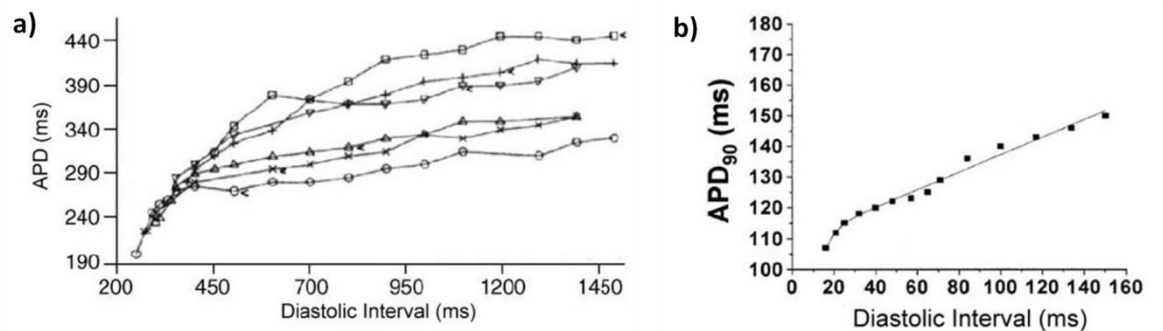 a)
APD (ms)
440
390
340
290
240
190
200 450 700 950 1200 1450
Diastolic Interval (ms)
b)
APD90 (ms)
180
170
160
150
140
130
120
110
100
0 20 40 60 80 100 120 140 160
Diastolic Interval (ms)